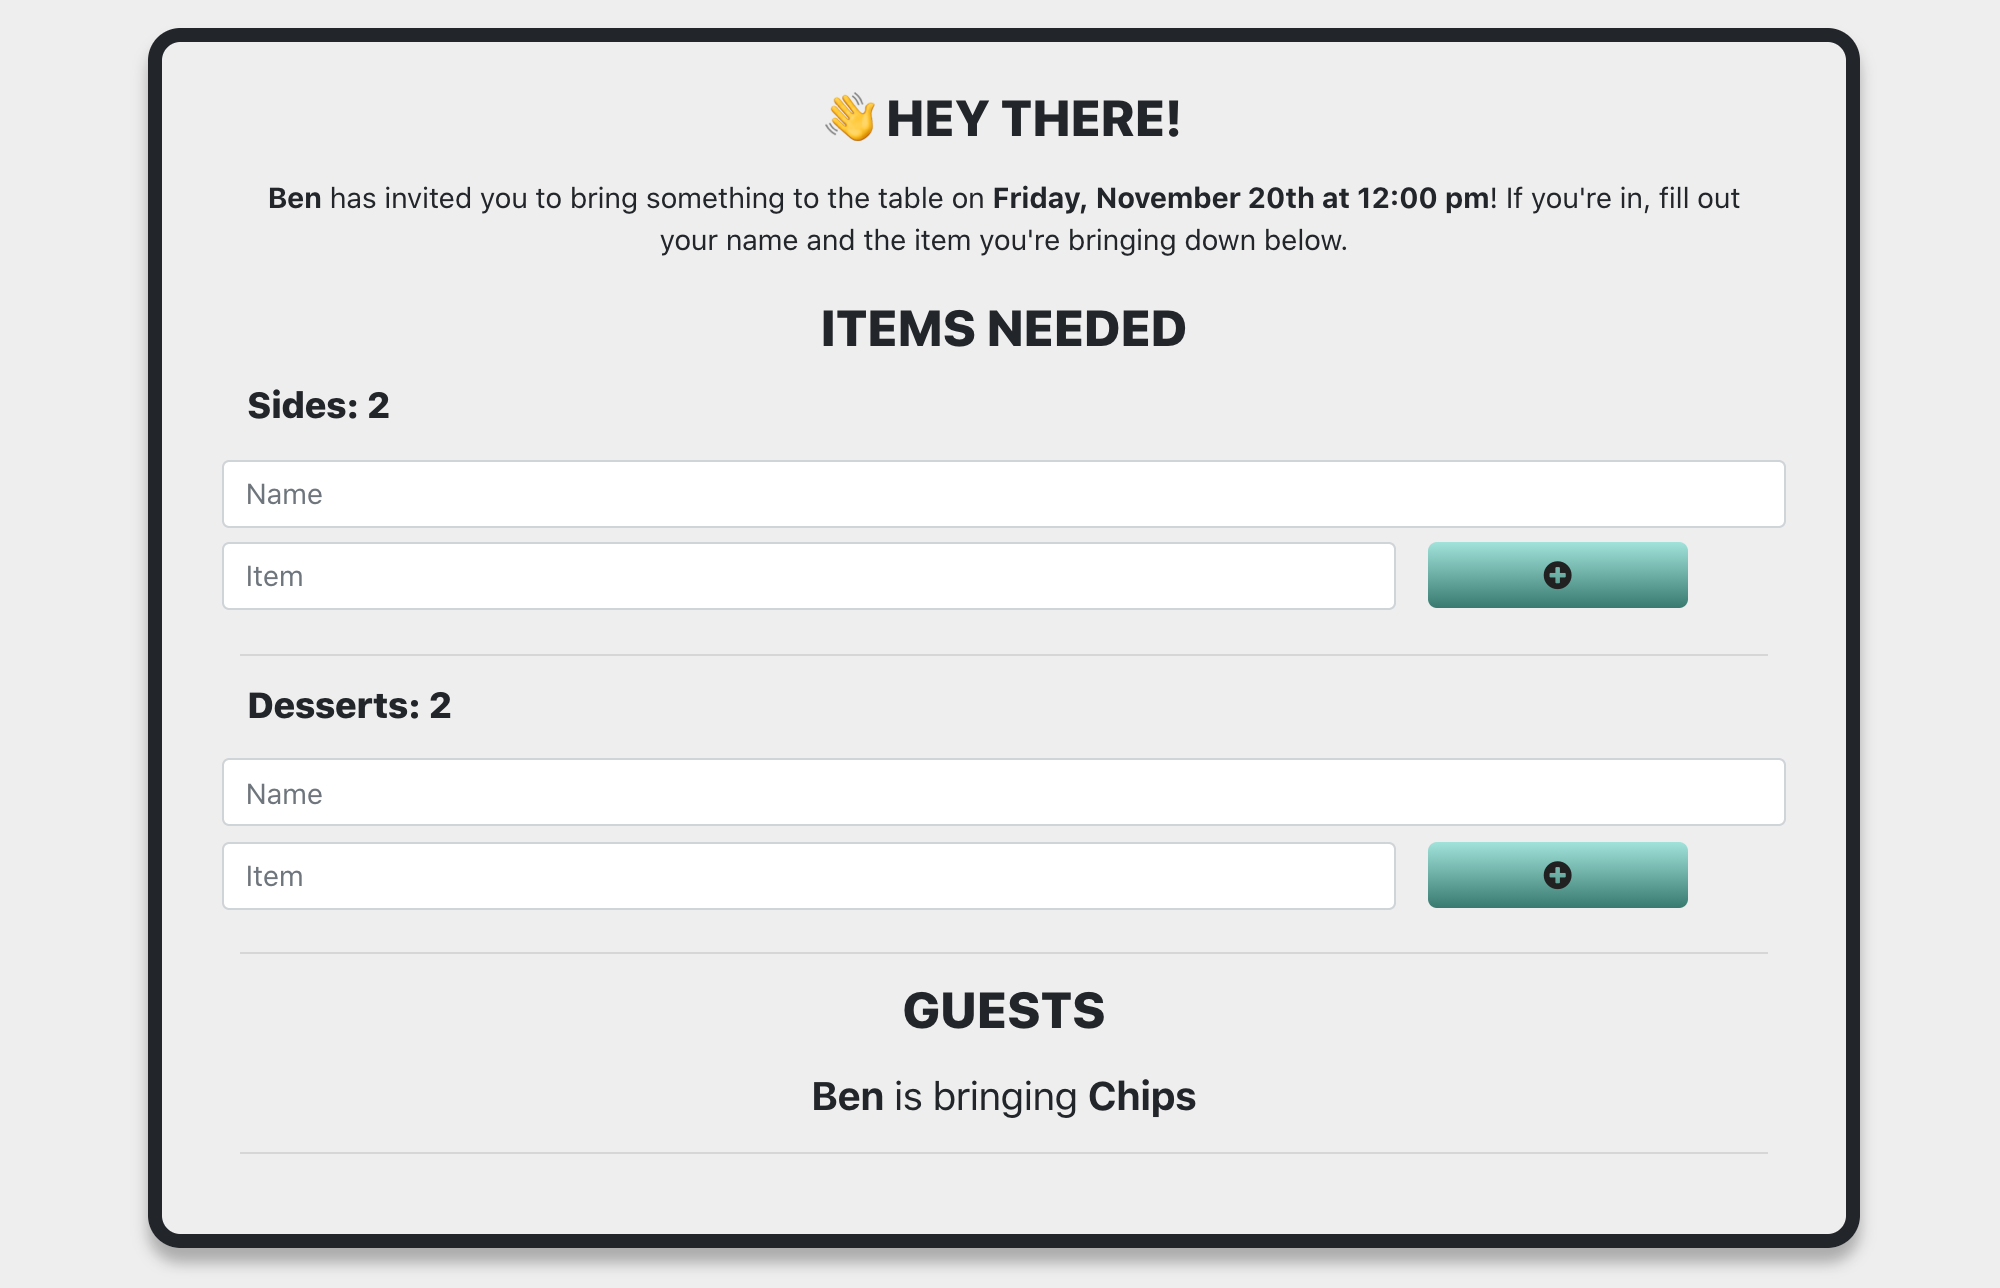 👋 HEY THERE!
Ben has invited you to bring something to the table on Friday, November 20th at 12:00 pm! If you're in, fill out
your name and the item you're bringing down below.
ITEMS NEEDED
Sides: 2
Name
Item
Desserts: 2
Name
Item
GUESTS
Ben is bringing Chips